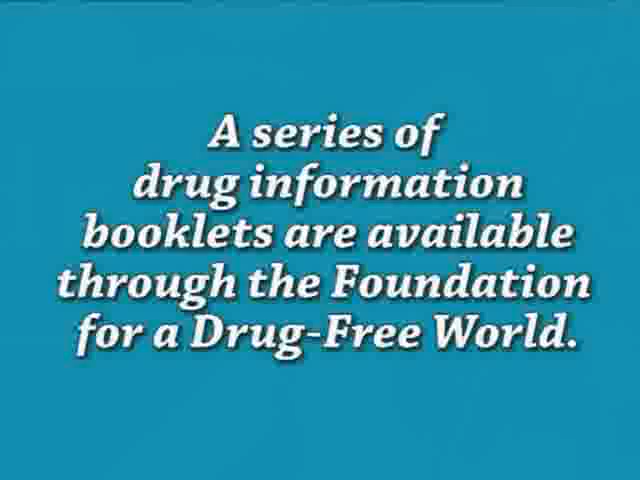 A series of
drug information
booklets are available
through the Foundation
for a Drug-Free World.